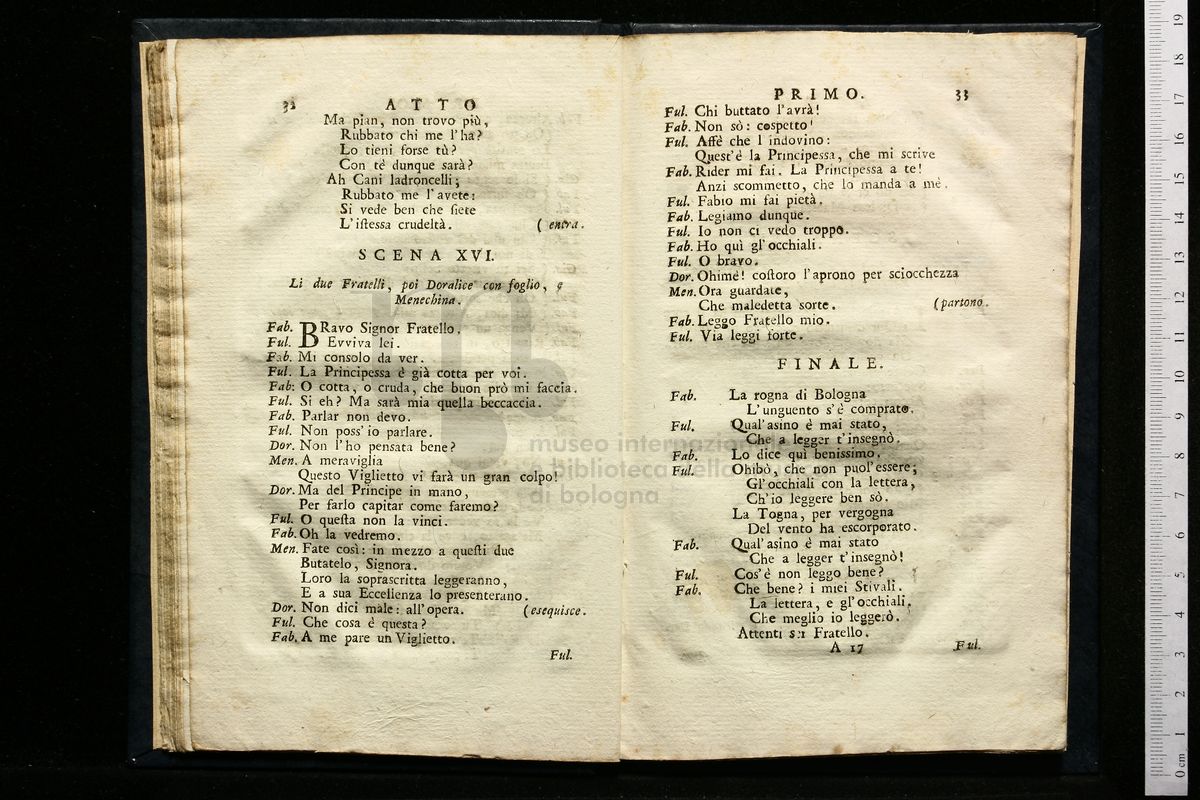 32 ATTO
Ma pian, non trovo più,
Rubbato chi me l'ha?
Lo tieni forse tù?
Con tè dunque sarà?
Ah Cani ladroncelli;
Rubbato me l'avete:
Si vede ben che ſiete
L'iſteſſa crudeltà. (entra.
SCENA XVI.
Li due Fratelli, poi Doralice con foglio, e
Menechina.
Fab. BRavo Signor Fratello.
Ful. Evviva lei.
Fab. Mi conſolo da ver.
Ful. La Principeſſa è già cotta per voi.
Fab: O cotta, o cruda, che buon prò mi faccia.
Ful. Si eh? Ma ſarà mia quella beccaccia.
Fab. Parlar non devo.
Ful. Non poſs'io parlare.
Dor. Non l'ho penſata bene?
Men. A meraviglia
Queſto Viglietto vi farà un gran colpo!
Dor. Ma del Principe in mano,
Per farlo capitar come faremo?
Ful. O queſta non la vinci.
Fab. Oh la vedremo.
Men. Fate così: in mezzo a queſti due
Butatelo, Signora.
Loro la sopraſcritta leggeranno,
E a sua Eccellenza lo preſenterano.
Dor. Non dici male: all'opera. (eſequiſce.
Ful. Che coſa è queſta?
Fab. A me pare un Viglietto.
Ful.
PRIMO. 33
Ful. Chi buttato l'avrà!
Fab. Non sò: coſpetto!
Ful. Affè che l indovino:
Queſt'è la Principeſſa, che mi ſcrive
Fab. Rider mi fai. La Principeſſa a te!
Anzi ſcommetto, che lo manda a mè.
Ful. Fabio mi fai pietà.
Fab. Legiamo dunque.
Ful. Io non ci vedo troppo.
Fab. Ho quì gl'occhiali.
Ful. O bravo.
Dor. Ohimè! coſtoro l'aprono per ſciocchezza
Men. Ora guardate,
Che maledetta sorte. (partono.
Fab. Leggo Fratello mio.
Ful. Via leggi forte.
FINALE.
Fab. La rogna di Bologna
L'unguento s'è comprato.
Ful. Qual'aſino è mai ſtato,
Che a legger t'inſegnò.
Fab. Lo dice quì beniſſimo.
Ful. Ohibò, che non puol'eſſere;
Gl'occhiali con la lettera,
Ch'io leggere ben sò.
La Togna, per vergogna
Del vento ha eſcorporato.
Fab. Qual'aſino è mai ſtato
Che a legger t'inſegnò!
Ful. Cos'è non leggo bene?
Fab. Che bene? i miei Stivali.
La lettera, e gl'occhiali,
Che meglio io leggerò.
Attenti Fratello.
A 17 Ful.
museo internazionale
biblioteca della
di bologna